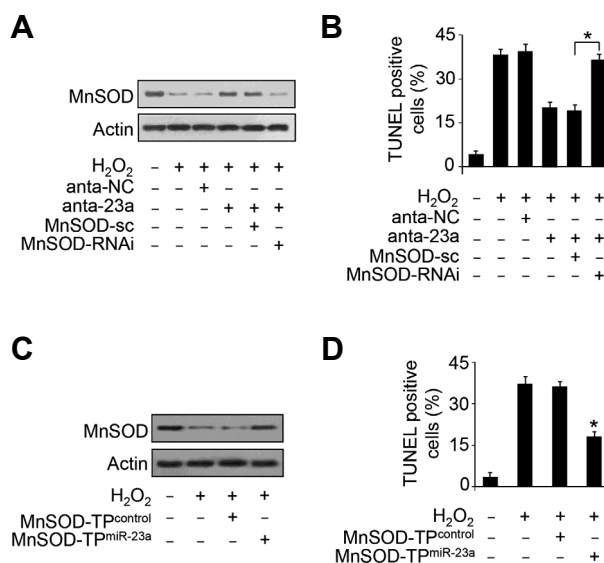 A
MnSOD
Actin
H₂O₂ – + + + + +
anta-NC – – + – – –
anta-23a – – – + + +
MnSOD-sc – – – – + –
MnSOD-RNAi – – – – – +
B
TUNEL positive
cells (%)
45
30
15
0
*
H₂O₂ – + + + + +
anta-NC – – + – – –
anta-23a – – – + + +
MnSOD-sc – – – – + –
MnSOD-RNAi – – – – – +
C
MnSOD
Actin
H₂O₂ – + + +
MnSOD-TPcontrol – – + –
MnSOD-TPmiR-23a – – – +
D
TUNEL positive
cells (%)
45
30
15
0
*
H₂O₂ – + + +
MnSOD-TPcontrol – – + –
MnSOD-TPmiR-23a – – – +